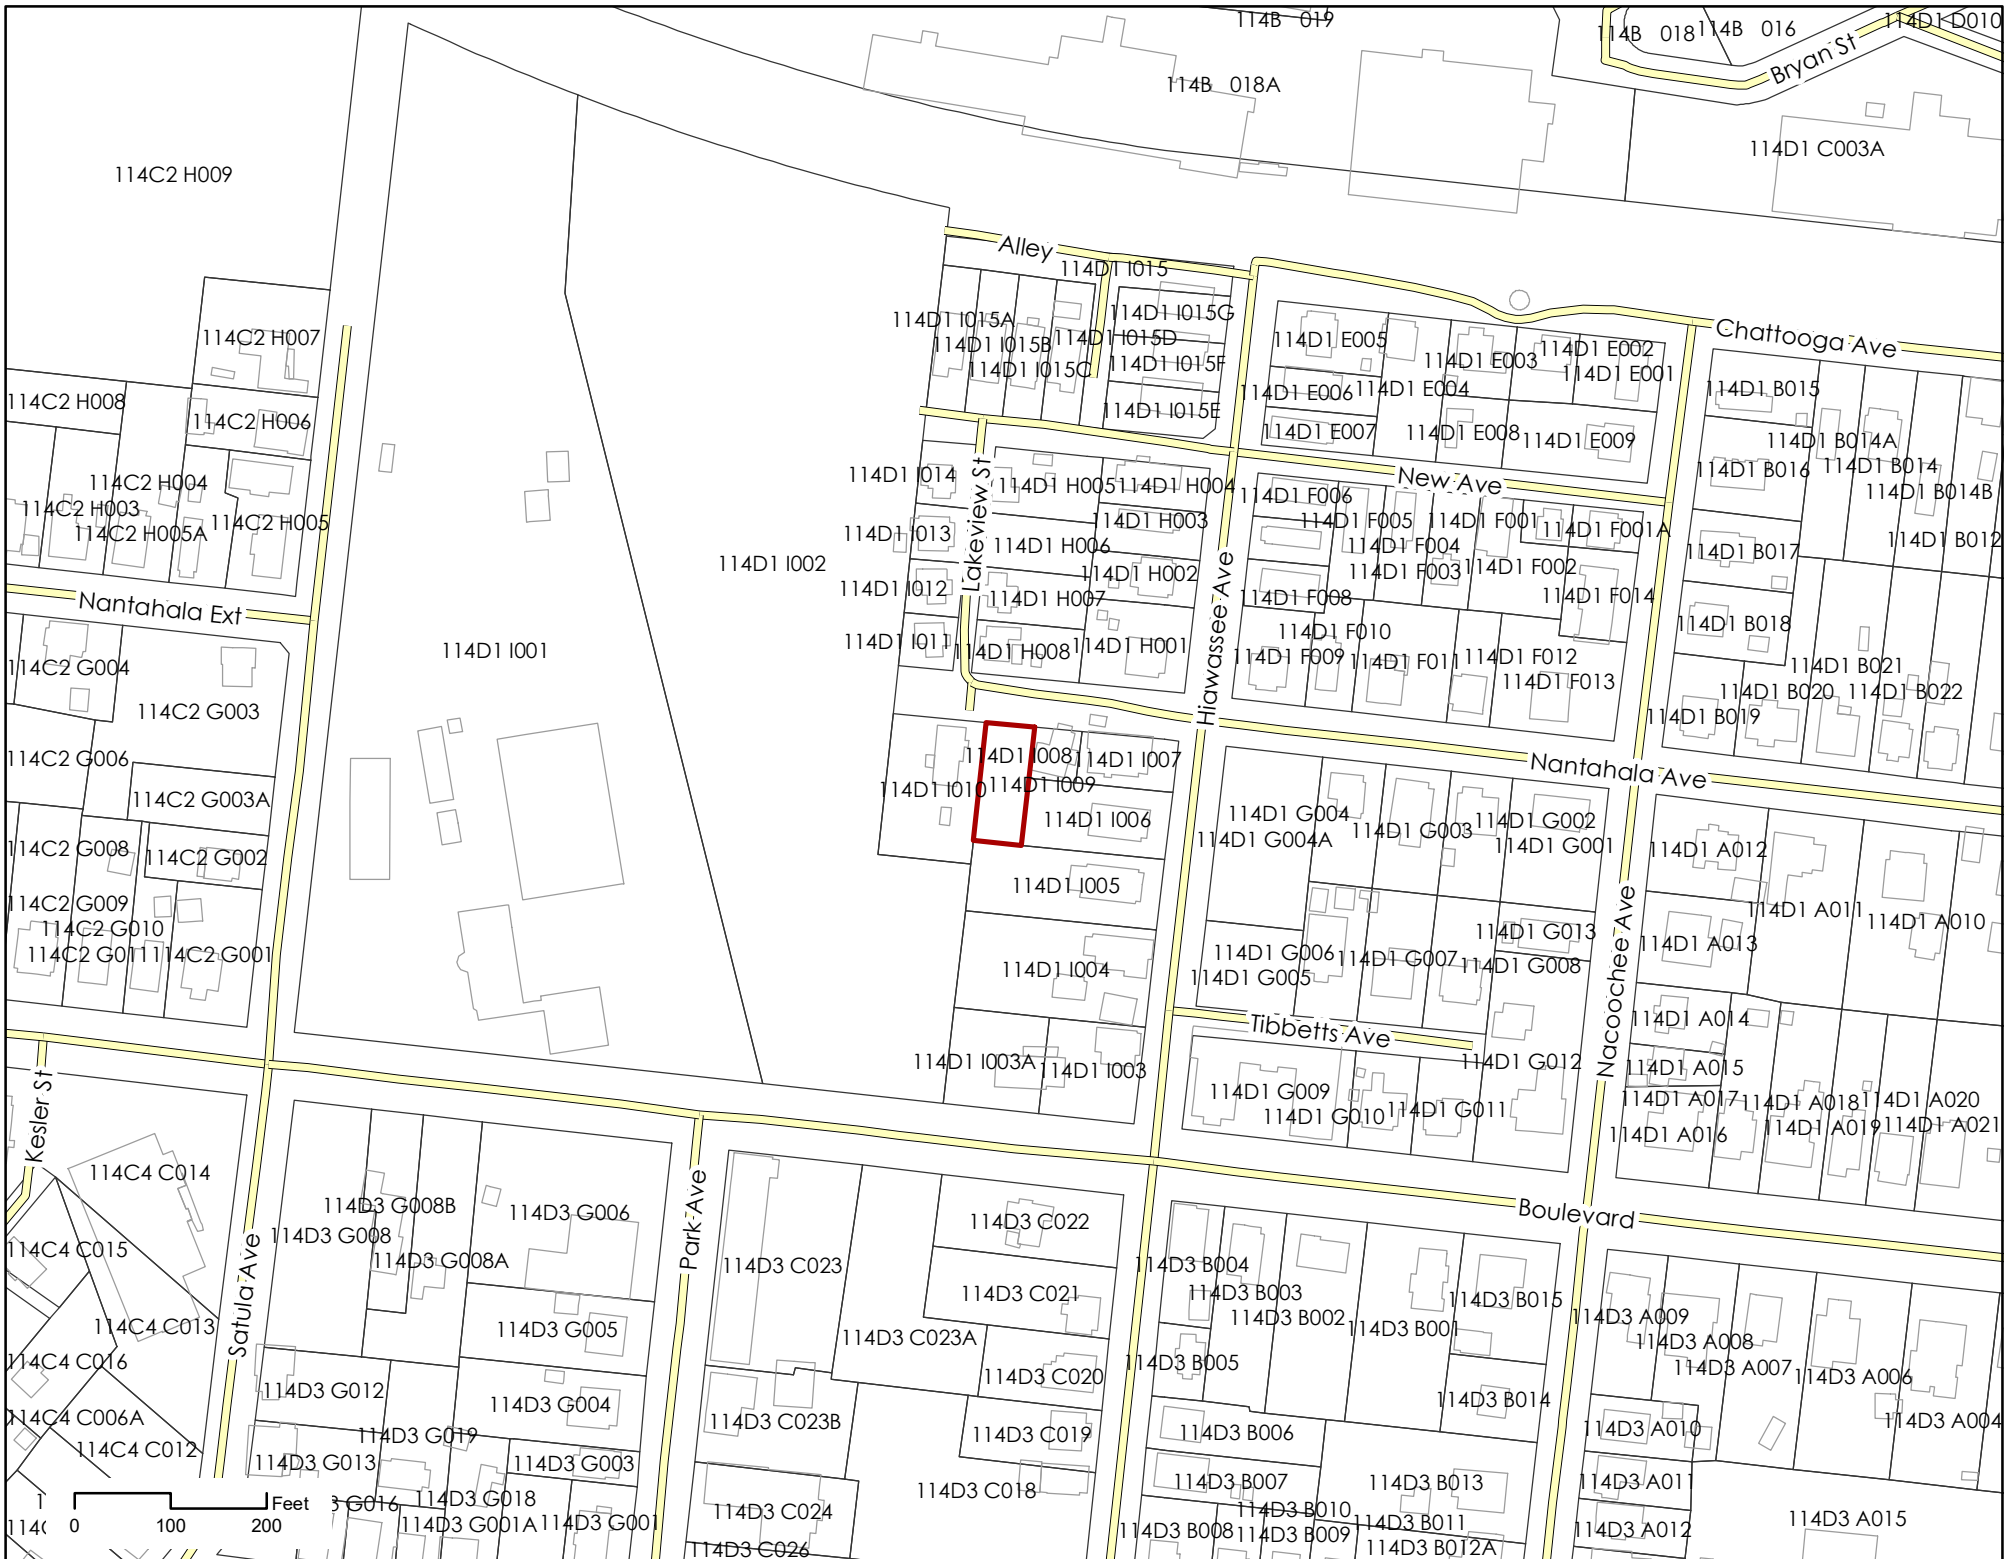 114B   019
114B   018
114B   016
114D1 D010
Bryan St
114B   018A
114D1 C003A
114C2 H009
Alley
114D1 I015
114D1 I015G
114D1 I015A
114D1 I015D
114D1 I015B
114D1 I015F
114D1 I015C
114D1 I015E
Chattooga Ave
114D1 E005
114D1 E002
114D1 E003
114D1 E001
114D1 E004
114D1 E006
114D1 E007
114D1 E008
114D1 E009
114D1 B015
114D1 B014A
114D1 B014
114D1 B016
114D1 B014B
114D1 B012
114D1 B017
114C2 H007
114C2 H008
114C2 H006
114C2 H004
114C2 H003
114C2 H005
114C2 H005A
Nantahala Ext
114D1 I014
Lakeview St
114D1 H005
114D1 H004
New Ave
114D1 F006
114D1 I013
114D1 H003
114D1 F005
114D1 F001
114D1 F001A
114D1 H006
114D1 F004
114D1 I002
114D1 H002
114D1 F003
114D1 F002
114D1 I012
114D1 H007
114D1 F008
114D1 F014
Hiawassee Ave
114D1 B018
114D1 I011
114D1 H008
114D1 H001
114D1 F010
114D1 F009
114D1 F011
114D1 F012
114D1 F013
114D1 B021
114D1 B020
114D1 B022
114D1 B019
114D1 I001
114C2 G004
114C2 G003
114C2 G006
114C2 G003A
114C2 G008
114C2 G002
114C2 G009
114C2 G010
114C2 G011
114C2 G001
114D1 I008
114D1 I007
114D1 I010
114D1 I009
114D1 I006
Nantahala Ave
114D1 G004
114D1 G004A
114D1 G003
114D1 G002
114D1 G001
114D1 A012
114D1 I005
114D1 A011
114D1 A010
114D1 G013
114D1 A013
114D1 I004
114D1 G006
114D1 G005
114D1 G007
114D1 G008
Nacoochee Ave
Tibbetts Ave
114D1 A014
114D1 I003A
114D1 I003
114D1 G012
114D1 A015
114D1 G009
114D1 G010
114D1 G011
114D1 A017
114D1 A018
114D1 A020
114D1 A016
114D1 A019
114D1 A021
Kesler St
114C4 C014
114D3 G008B
114D3 G006
114D3 G008
114D3 G008A
Park Ave
114D3 C022
Boulevard
114C4 C015
Satula Ave
114D3 C023
114D3 C021
114D3 B004
114D3 B003
114D3 B002
114D3 B001
114D3 B015
114D3 A009
114D3 A008
114D3 A007
114D3 A006
114C4 C013
114D3 G005
114D3 C023A
114D3 B005
114C4 C016
114D3 G012
114D3 C020
114D3 G004
114D3 B014
114C4 C006A
114D3 C023B
114D3 G019
114D3 C019
114D3 B006
114D3 A010
114D3 A004
114C4 C012
114D3 G013
114D3 G003
114D3 B007
114D3 B013
114D3 A011
114D3 C018
114D3 G018
3 G016
114D3 C024
114D3 B010
114D3 G001A
114D3 G001
114D3 B008
114D3 B009
114D3 B011
114D3 A012
114D3 A015
114D3 C026
114D3 B012A
Feet
0
100
200